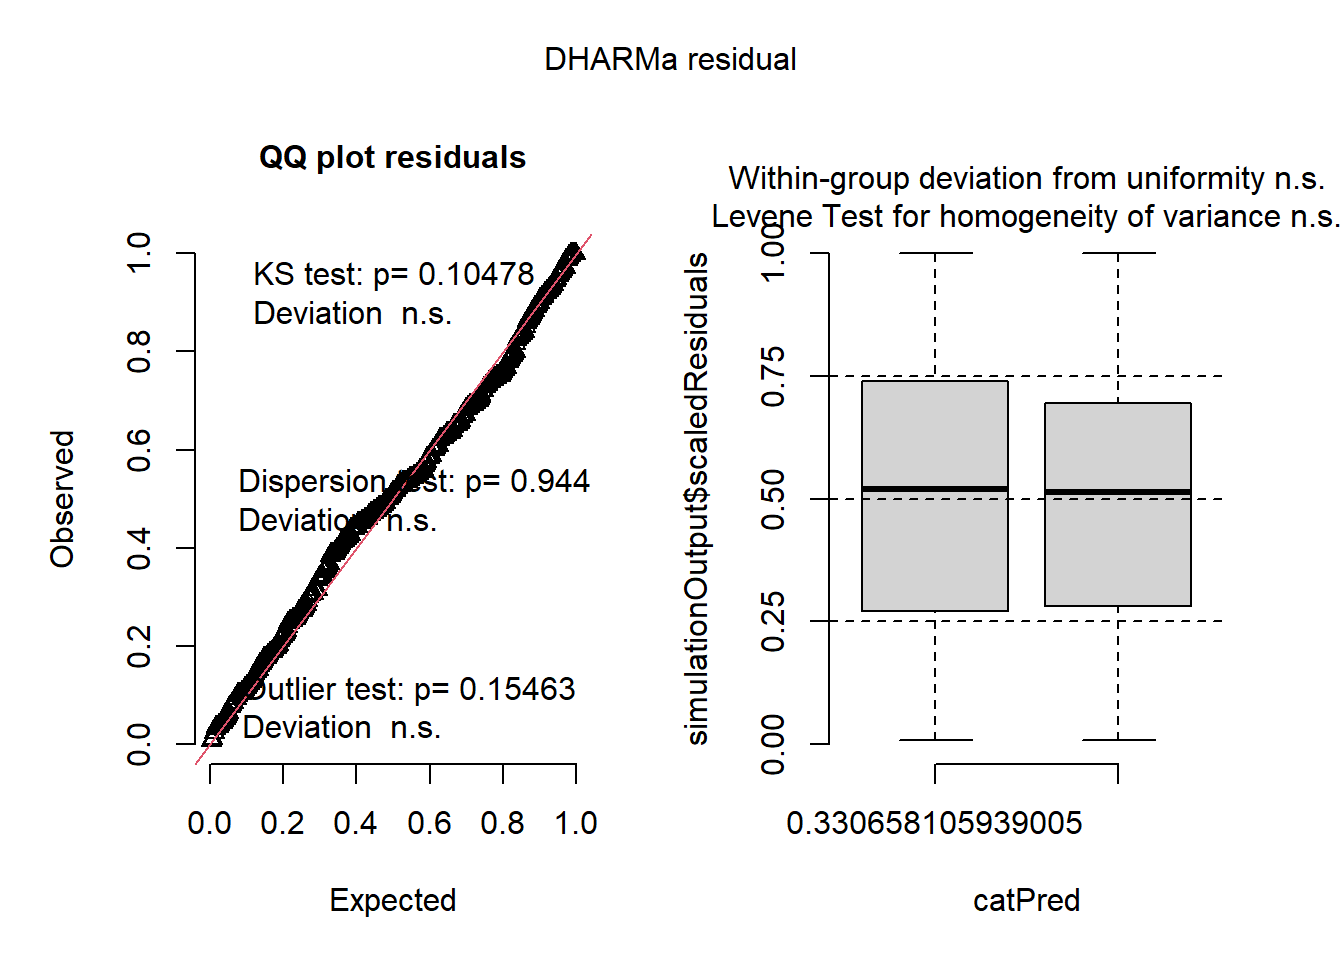 DHARMa residual
QQ plot residuals
KS test: p= 0.10478
Deviation  n.s.
Dispersion test: p= 0.944
Deviation  n.s.
Outlier test: p= 0.15463
Deviation  n.s.
Observed
0.0 0.2 0.4 0.6 0.8 1.0
0.0 0.2 0.4 0.6 0.8 1.0
Expected
Within-group deviation from uniformity n.s.
Levene Test for homogeneity of variance n.s.
simulationOutput$scaledResiduals
0.00 0.25 0.50 0.75 1.00
0.330658105939005
catPred